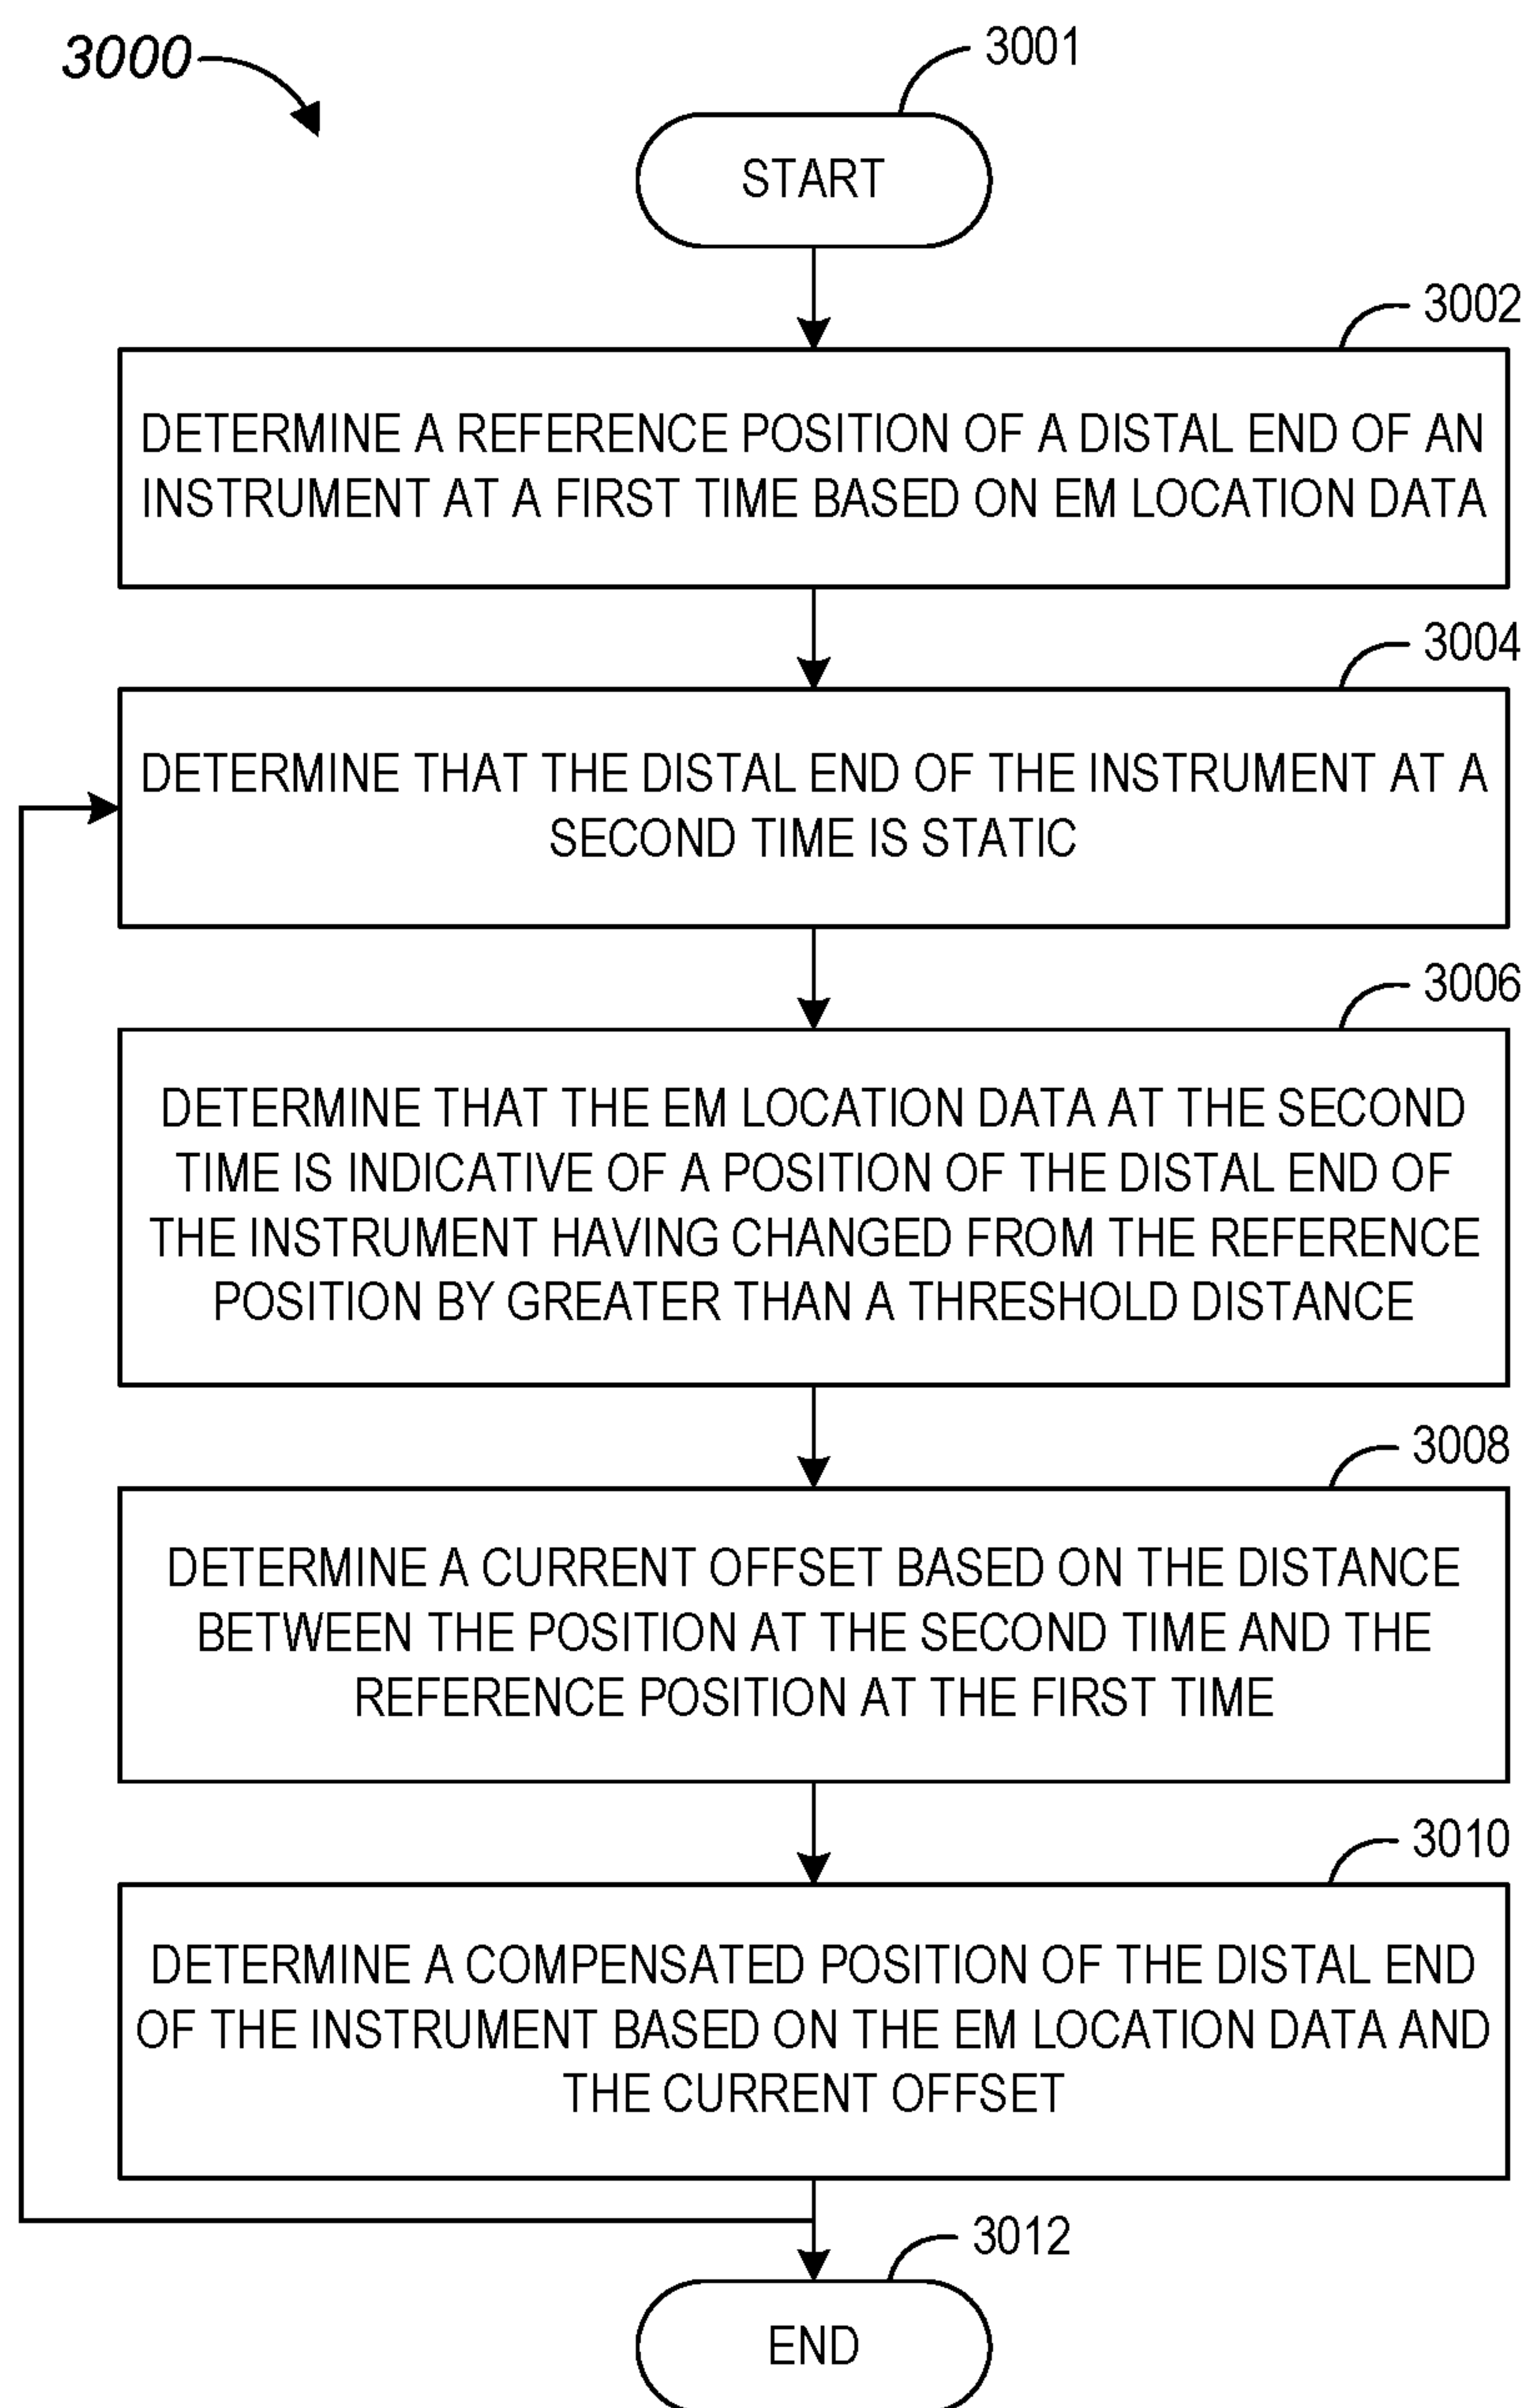 3000
3001
START
3002
DETERMINE A REFERENCE POSITION OF A DISTAL END OF AN
INSTRUMENT AT A FIRST TIME BASED ON EM LOCATION DATA
3004
DETERMINE THAT THE DISTAL END OF THE INSTRUMENT AT A
SECOND TIME IS STATIC
3006
DETERMINE THAT THE EM LOCATION DATA AT THE SECOND
TIME IS INDICATIVE OF A POSITION OF THE DISTAL END OF
THE INSTRUMENT HAVING CHANGED FROM THE REFERENCE
POSITION BY GREATER THAN A THRESHOLD DISTANCE
3008
DETERMINE A CURRENT OFFSET BASED ON THE DISTANCE
BETWEEN THE POSITION AT THE SECOND TIME AND THE
REFERENCE POSITION AT THE FIRST TIME
3010
DETERMINE A COMPENSATED POSITION OF THE DISTAL END
OF THE INSTRUMENT BASED ON THE EM LOCATION DATA AND
THE CURRENT OFFSET
3012
END